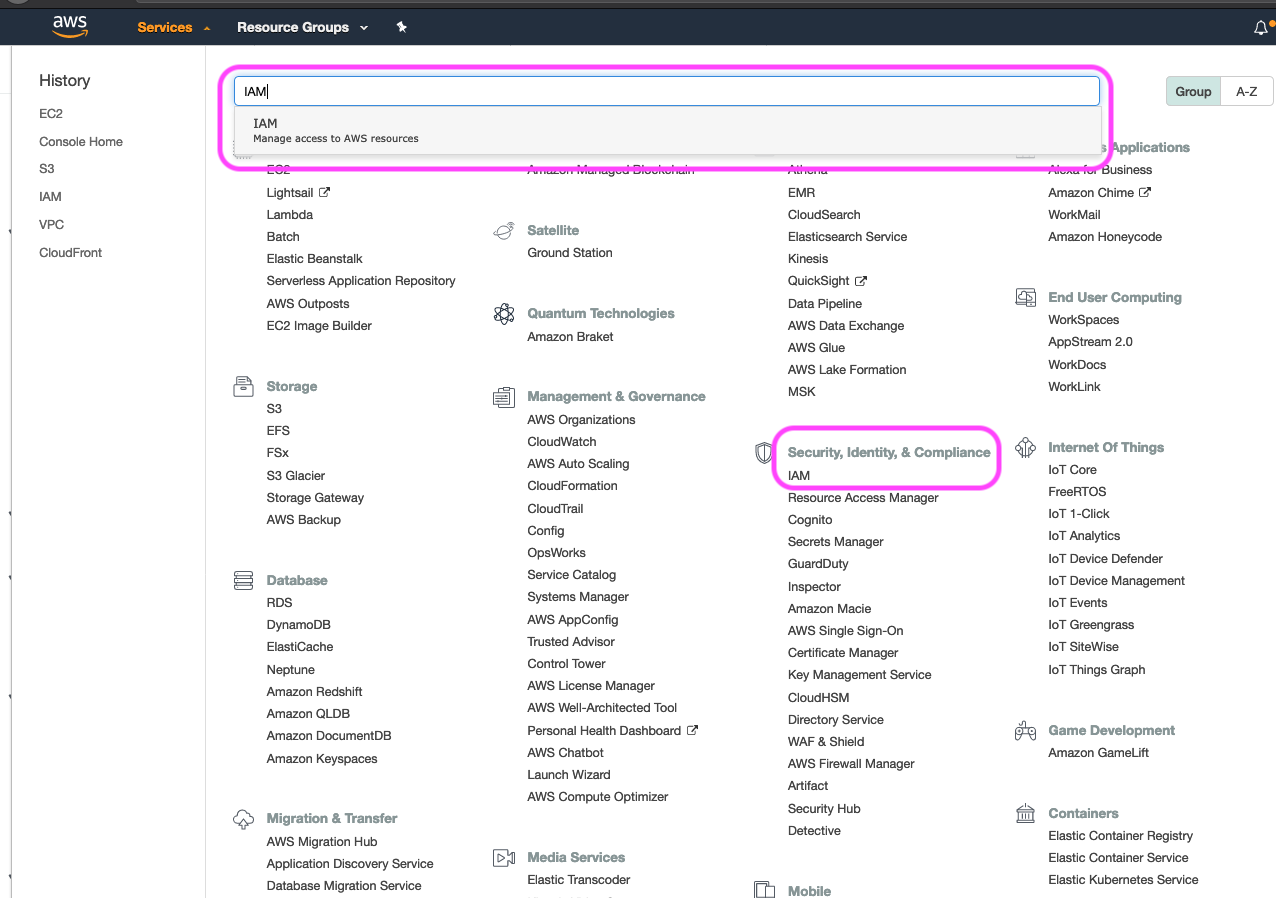 aws
Services
Resource Groups
History
EC2
Console Home
S3
IAM
VPC
CloudFront
IAM
Group
A-Z
IAM
Manage access to AWS resources
EC2
Lightsail
Lambda
Batch
Elastic Beanstalk
Serverless Application Repository
AWS Outposts
EC2 Image Builder
Storage
S3
EFS
FSx
S3 Glacier
Storage Gateway
AWS Backup
Database
RDS
DynamoDB
ElastiCache
Neptune
Amazon Redshift
Amazon QLDB
Amazon DocumentDB
Amazon Keyspaces
Migration & Transfer
AWS Migration Hub
Application Discovery Service
Database Migration Service
Amazon Managed Blockchain
Satellite
Ground Station
Quantum Technologies
Amazon Braket
Management & Governance
AWS Organizations
CloudWatch
AWS Auto Scaling
CloudFormation
CloudTrail
Config
OpsWorks
Service Catalog
Systems Manager
AWS AppConfig
Trusted Advisor
Control Tower
AWS License Manager
AWS Well-Architected Tool
Personal Health Dashboard
AWS Chatbot
Launch Wizard
AWS Compute Optimizer
Media Services
Elastic Transcoder
Athena
EMR
CloudSearch
Elasticsearch Service
Kinesis
QuickSight
Data Pipeline
AWS Data Exchange
AWS Glue
AWS Lake Formation
MSK
Security, Identity, & Compliance
IAM
Resource Access Manager
Cognito
Secrets Manager
GuardDuty
Inspector
Amazon Macie
AWS Single Sign-On
Certificate Manager
Key Management Service
CloudHSM
Directory Service
WAF & Shield
AWS Firewall Manager
Artifact
Security Hub
Detective
Mobile
Applications
Alexa for Business
Amazon Chime
WorkMail
Amazon Honeycode
End User Computing
WorkSpaces
AppStream 2.0
WorkDocs
WorkLink
Internet Of Things
IoT Core
FreeRTOS
IoT 1-Click
IoT Analytics
IoT Device Defender
IoT Device Management
IoT Events
IoT Greengrass
IoT SiteWise
IoT Things Graph
Game Development
Amazon GameLift
Containers
Elastic Container Registry
Elastic Container Service
Elastic Kubernetes Service